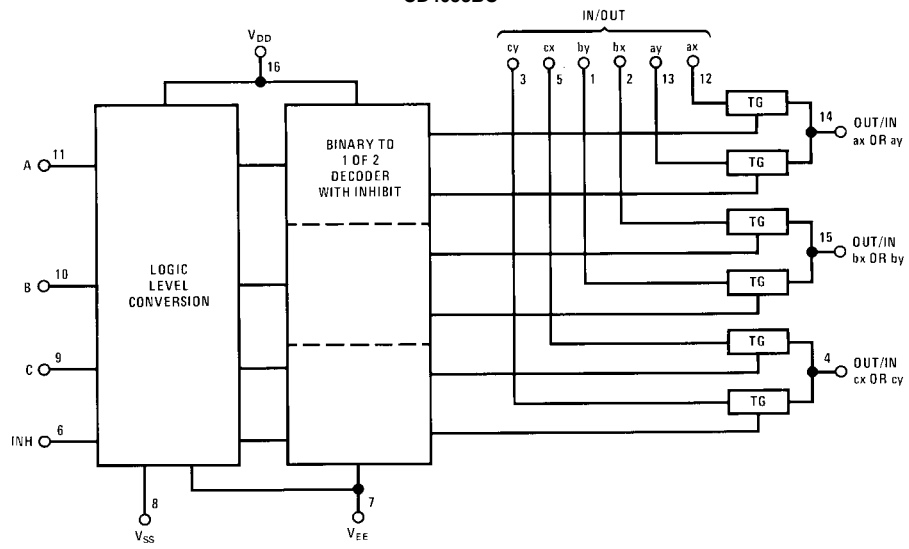 IN/OUT
VDD
16
cy cx by bx ay ax
3 5 1 2 13 12
TG
14
OUT/IN
ax OR ay
TG
A 11
BINARY TO
1 OF 2
DECODER
WITH INHIBIT
TG
15
OUT/IN
bx OR by
TG
B 10
LOGIC
LEVEL
CONVERSION
TG
C 9
4
OUT/IN
cx OR cy
TG
INH 6
8
7
VSS
VEE